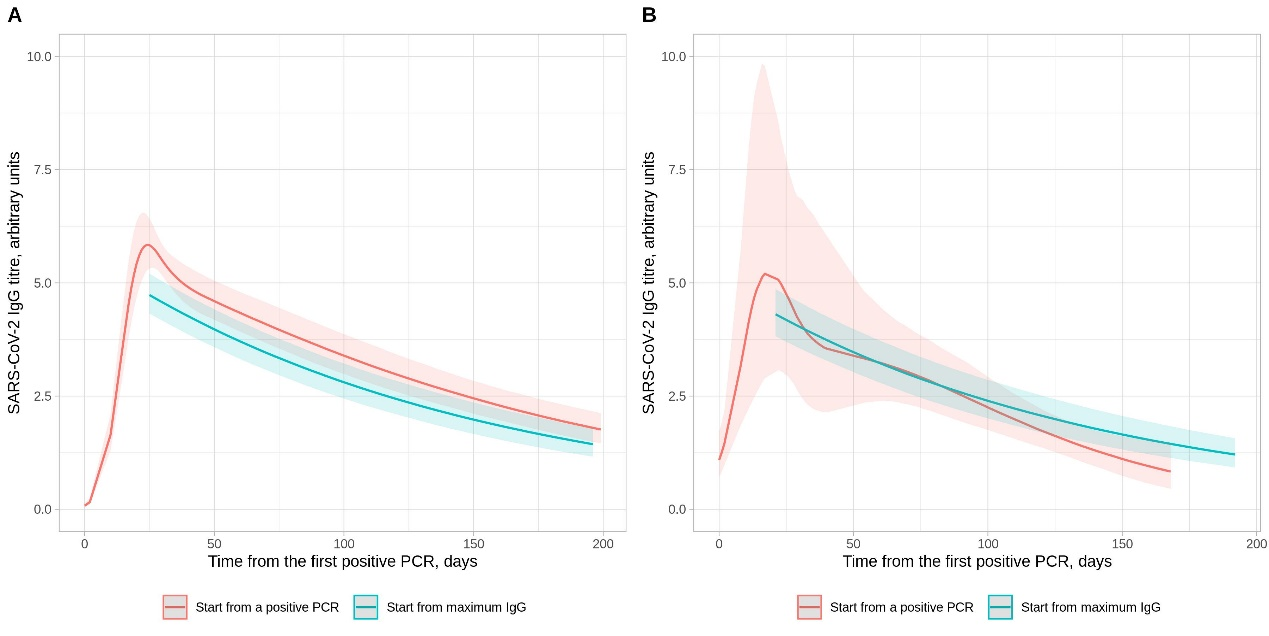 A
SARS-CoV-2 IgG titre, arbitrary units
10.0
7.5
5.0
2.5
0.0
0 50 100 150 200
Time from the first positive PCR, days
Start from a positive PCR Start from maximum IgG
B
SARS-CoV-2 IgG titre, arbitrary units
10.0
7.5
5.0
2.5
0.0
0 50 100 150 200
Time from the first positive PCR, days
Start from a positive PCR Start from maximum IgG